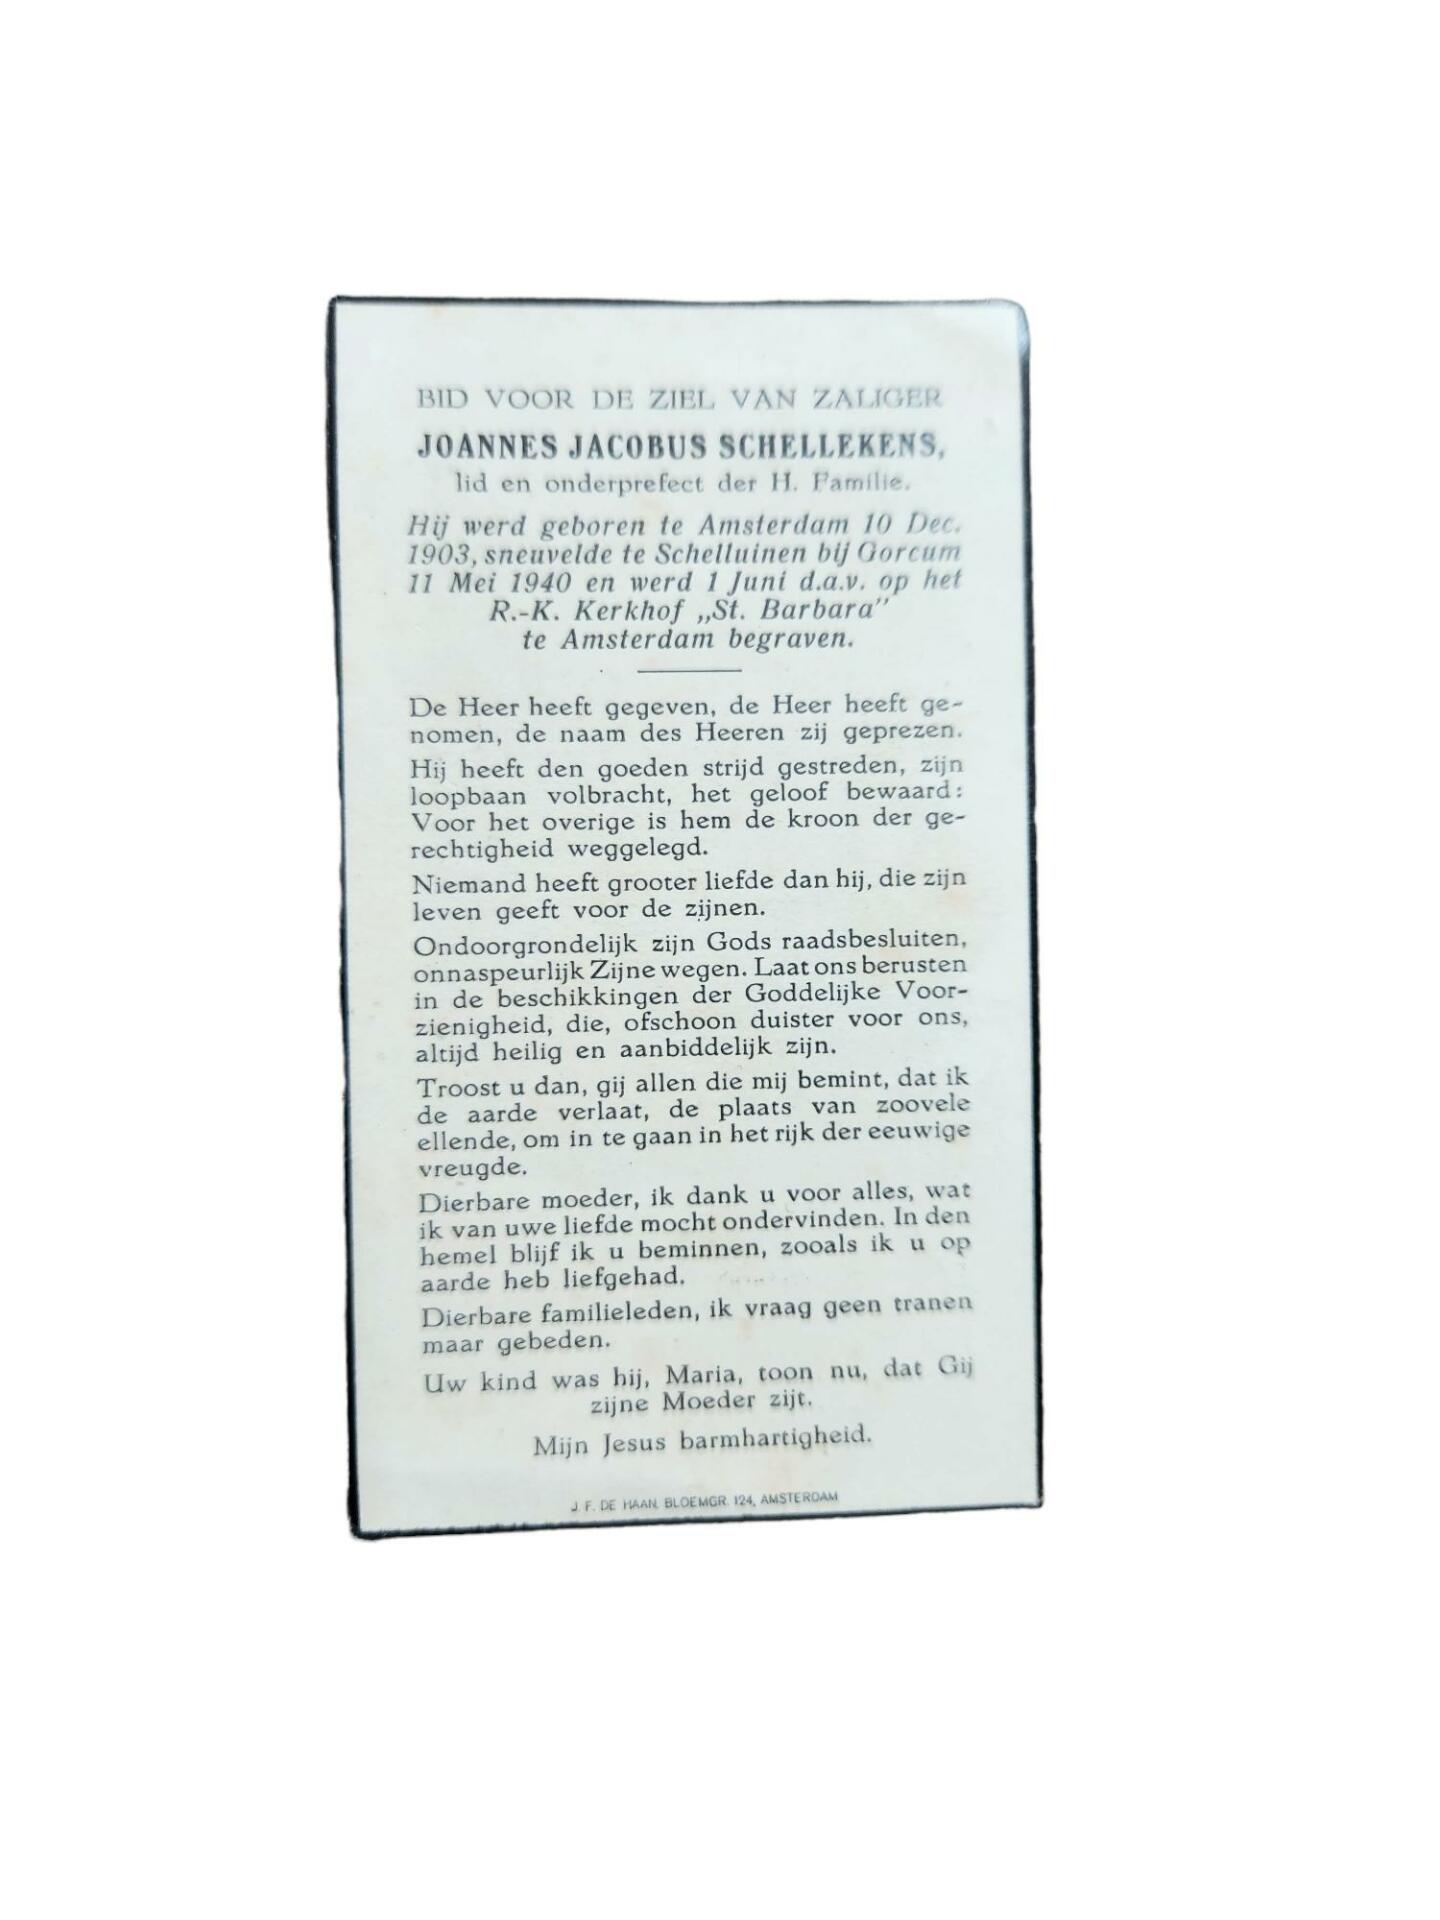 BID VOOR DE ZIEL VAN ZALIGER
JOANNES JACOBUS SCHELLEKENS,
lid en onderprefect der H. Familie.
Hij werd geboren te Amsterdam 10 Dec.
1903, sneuvelde te Schelluinen bij Gorcum
11 Mei 1940 en werd 1 Juni d.a.v. op het
R.-K. Kerkhof „St. Barbara”
te Amsterdam begraven.
De Heer heeft gegeven, de Heer heeft ge-
nomen, de naam des Heeren zij geprezen.
Hij heeft den goeden strijd gestreden, zijn
loopbaan volbracht, het geloof bewaard:
Voor het overige is hem de kroon der ge-
rechtigheid weggelegd.
Niemand heeft grooter liefde dan hij, die zijn
leven geeft voor de zijnen.
Ondoorgrondelijk zijn Gods raadsbesluiten,
onnaspeurlijk Zijne wegen. Laat ons berusten
in de beschikkingen der Goddelijke Voor-
zienigheid, die, ofschoon duister voor ons,
altijd heilig en aanbiddelijk zijn.
Troost u dan, gij allen die mij bemint, dat ik
de aarde verlaat, de plaats van zoovele
ellende, om in te gaan in het rijk der eeuwige
vreugde.
Dierbare moeder, ik dank u voor alles, wat
ik van uwe liefde mocht ondervinden. In den
hemel blijf ik u beminnen, zooals ik u op
aarde heb liefgehad.
Dierbare familieleden, ik vraag geen tranen
maar gebeden.
Uw kind was hij, Maria, toon nu, dat Gij
zijne Moeder zijt.
Mijn Jesus barmhartigheid.
J. F. DE HAAN. BLOEMGR. 124, AMSTERDAM